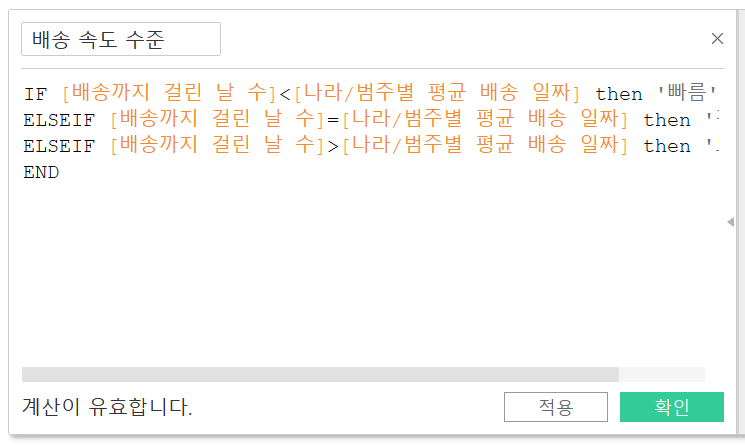 배송 속도 수준
IF [배송까지 걸린 날 수]<[나라/범주별 평균 배송 일짜] then '빠름'
ELSEIF [배송까지 걸린 날 수]=[나라/범주별 평균 배송 일짜] then '
ELSEIF [배송까지 걸린 날 수]>[나라/범주별 평균 배송 일짜] then '
END
계산이 유효합니다.
적용
확인